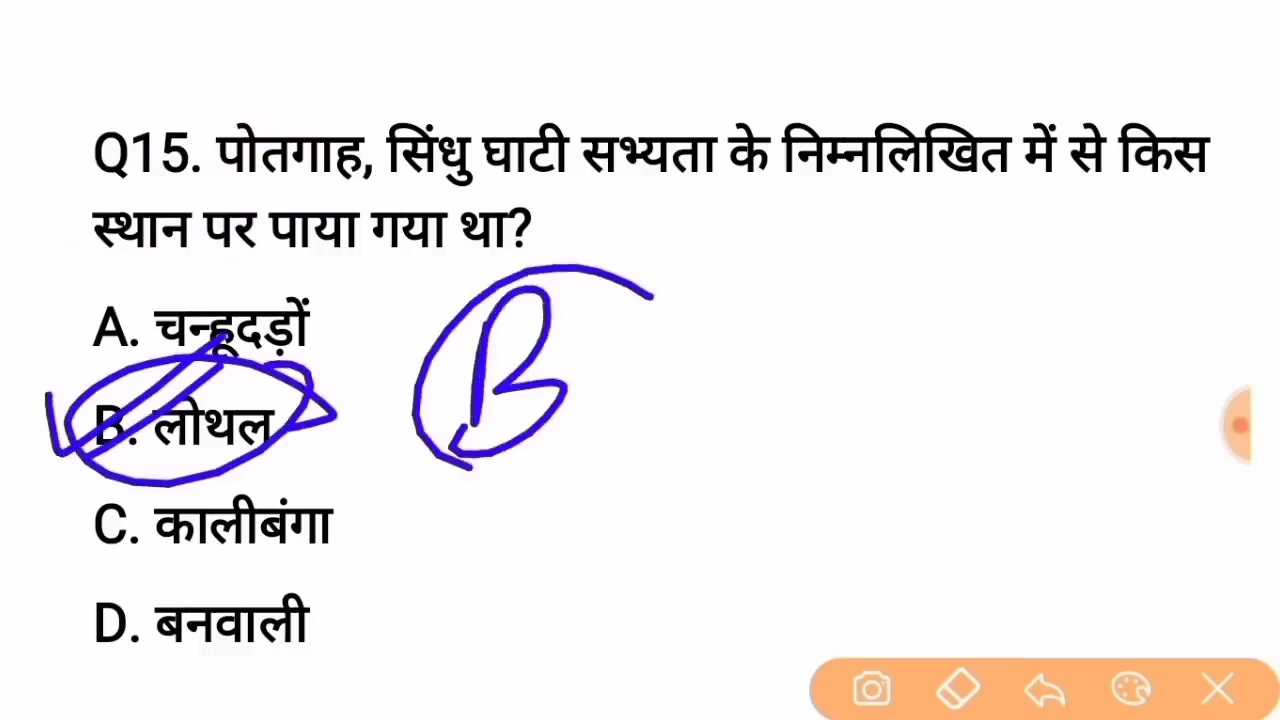 Q15. पोतगाह, सिंधु घाटी सभ्यता के निम्नलिखित में से किस
स्थान पर पाया गया था?
A. चन्हूदड़ों
B. लोथल
B
C. कालीबंगा
D. बनवाली